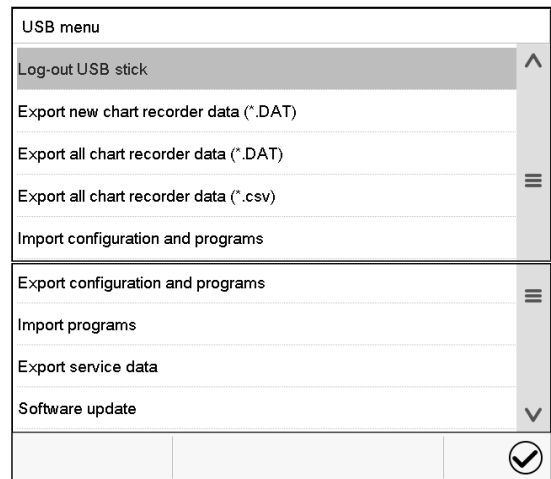 USB menu
Log-out USB stick
Export new chart recorder data (*.DAT)
Export all chart recorder data (*.DAT)
Export all chart recorder data (*.csv)
Import configuration and programs
Export configuration and programs
Import programs
Export service data
Software update